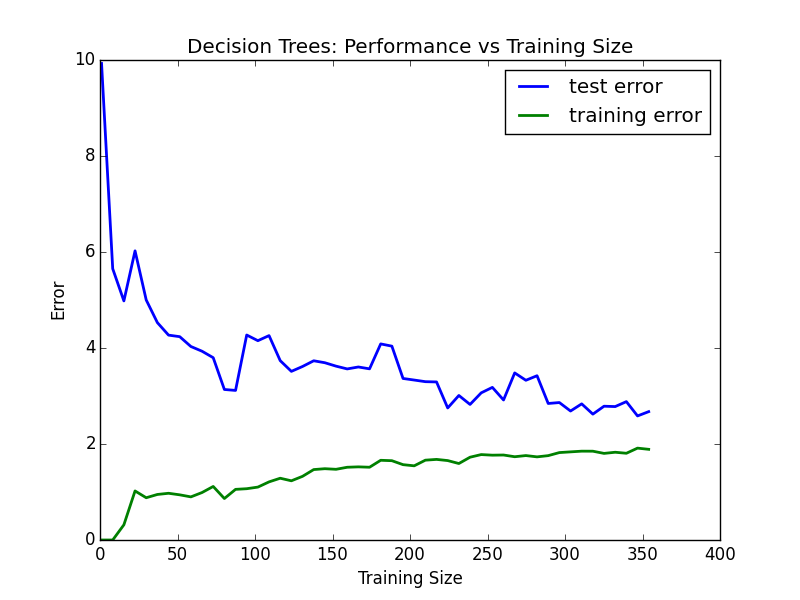 Decision Trees: Performance vs Training Size
10
8
6
4
2
0
Error
test error
training error
0 50 100 150 200 250 300 350 400
Training Size